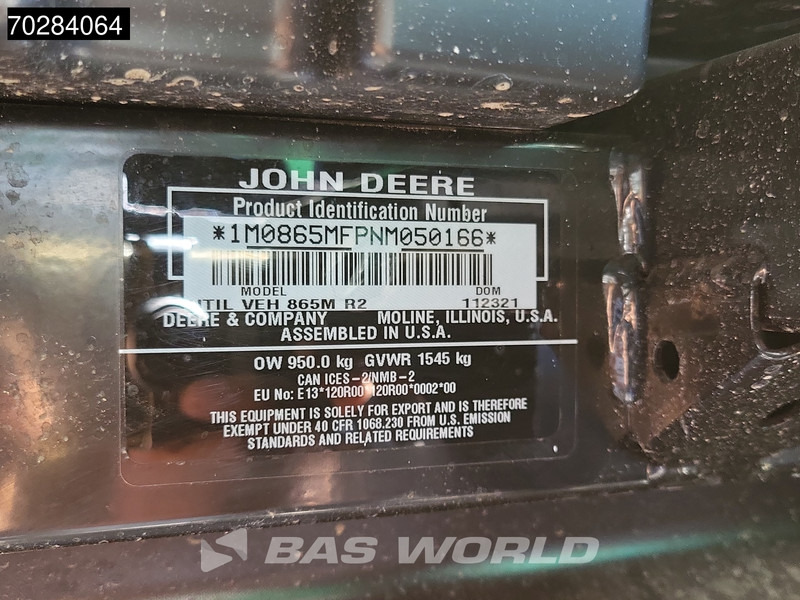 70284064
JOHN DEERE
Product Identification Number
*1M0865MFPNM050166*
MODEL DOM
UTIL VEH 865M R2 112321
DEERE & COMPANY MOLINE, ILLINOIS, U.S.A.
ASSEMBLED IN U.S.A.
OW 950.0 kg GVWR 1545 kg
CAN ICES-2/NMB-2
EU No: E13*120R00*120R00*0002*00
THIS EQUIPMENT IS SOLELY FOR EXPORT AND IS THEREFORE
EXEMPT UNDER 40 CFR 1068.230 FROM U.S. EMISSION
STANDARDS AND RELATED REQUIREMENTS
BAS WORLD